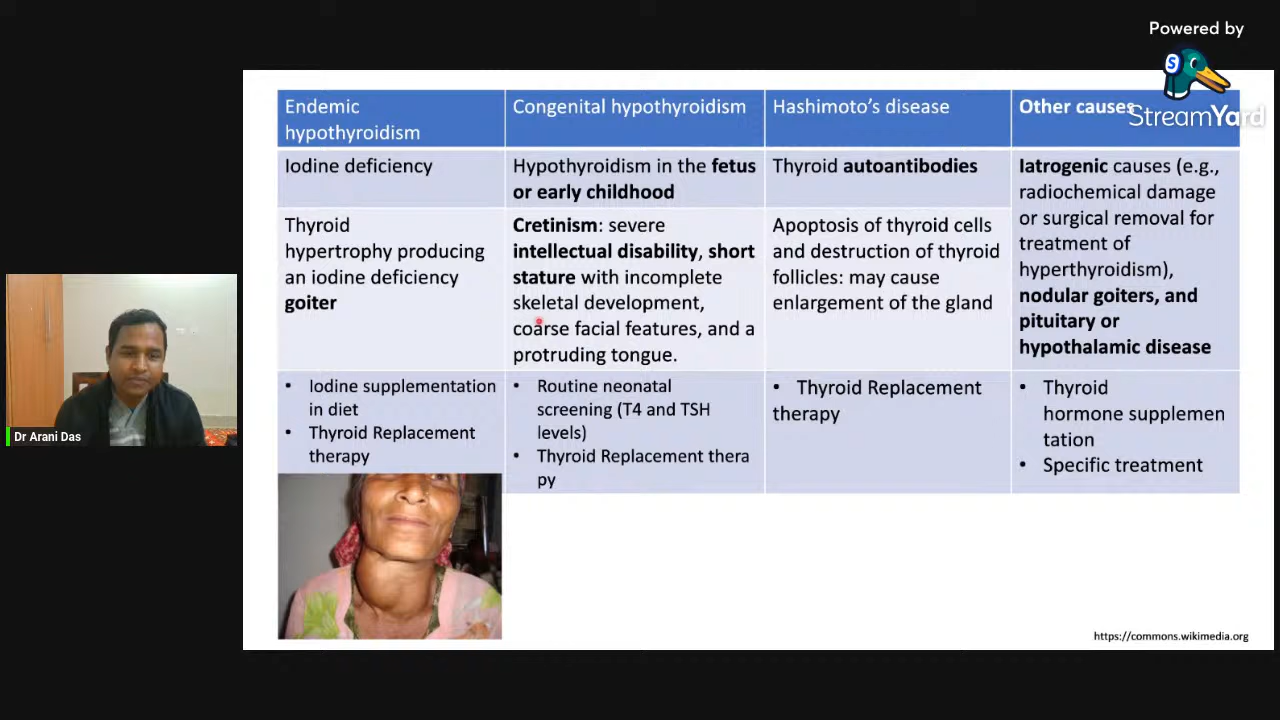 Powered by
StreamYard
Endemic
hypothyroidism
Congenital hypothyroidism
Hashimoto’s disease
Other causes
Iodine deficiency
Hypothyroidism in the fetus
or early childhood
Thyroid autoantibodies
Iatrogenic causes (e.g.,
radiochemical damage
or surgical removal for
treatment of
hyperthyroidism),
nodular goiters, and
pituitary or
hypothalamic disease
Thyroid
hypertrophy producing
an iodine deficiency
goiter
Cretinism: severe
intellectual disability, short
stature with incomplete
skeletal development,
coarse facial features, and a
protruding tongue.
Apoptosis of thyroid cells
and destruction of thyroid
follicles: may cause
enlargement of the gland
• Iodine supplementation
in diet
• Thyroid Replacement
therapy
• Routine neonatal
screening (T4 and TSH
levels)
• Thyroid Replacement thera
py
• Thyroid Replacement
therapy
• Thyroid
hormone supplemen
tation
• Specific treatment
Dr Arani Das
https://commons.wikimedia.org